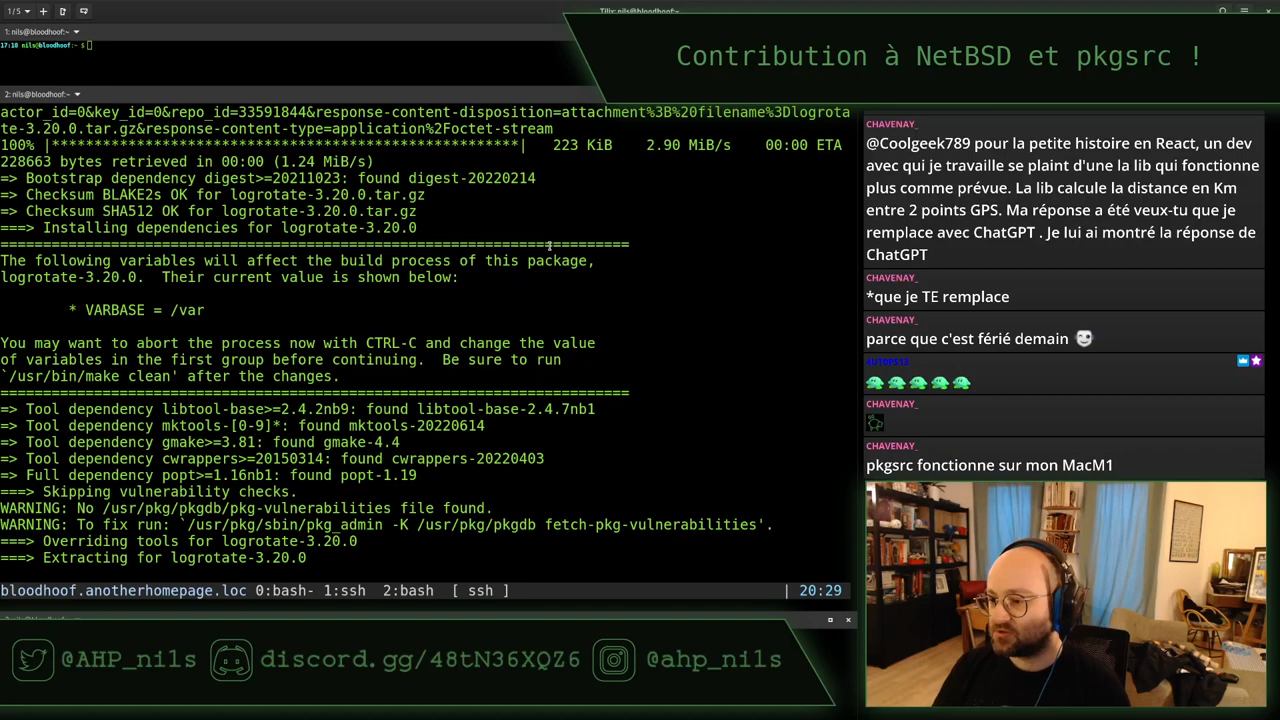 1/5
Tilix: nils@bloodhoof:~
1: nils@bloodhoof:~
17:18 nils@bloodhoof:~ $
Contribution à NetBSD et pkgsrc !
2: nils@bloodhoof:~
actor_id=0&key_id=0&repo_id=33591844&response-content-disposition=attachment%3B%20filename%3Dlogrota
te-3.20.0.tar.gz&response-content-type=application%2Foctet-stream
100% |*******************************************************| 223 KiB 2.90 MiB/s 00:00 ETA
228663 bytes retrieved in 00:00 (1.24 MiB/s)
=> Bootstrap dependency digest>=20211023: found digest-20220214
=> Checksum BLAKE2s OK for logrotate-3.20.0.tar.gz
=> Checksum SHA512 OK for logrotate-3.20.0.tar.gz
===> Installing dependencies for logrotate-3.20.0
==========================================================================
The following variables will affect the build process of this package,
logrotate-3.20.0. Their current value is shown below:
* VARBASE = /var
You may want to abort the process now with CTRL-C and change the value
of variables in the first group before continuing. Be sure to run
`/usr/bin/make clean' after the changes.
==========================================================================
=> Tool dependency libtool-base>=2.4.2nb9: found libtool-base-2.4.7nb1
=> Tool dependency mktools-[0-9]*: found mktools-20220614
=> Tool dependency gmake>=3.81: found gmake-4.4
=> Tool dependency cwrappers>=20150314: found cwrappers-20220403
=> Full dependency popt>=1.16nb1: found popt-1.19
===> Skipping vulnerability checks.
WARNING: No /usr/pkg/pkgdb/pkg-vulnerabilities file found.
WARNING: To fix run: `/usr/pkg/sbin/pkg_admin -K /usr/pkg/pkgdb fetch-pkg-vulnerabilities'.
===> Overriding tools for logrotate-3.20.0
===> Extracting for logrotate-3.20.0
bloodhoof.anotherhomepage.loc 0:bash- 1:ssh 2:bash [ ssh ] | 20:29
CHAVENAY_
@Coolgeek789 pour la petite histoire en React, un dev
avec qui je travaille se plaint d'une la lib qui fonctionne
plus comme prévue. La lib calcule la distance en Km
entre 2 points GPS. Ma réponse a été veux-tu que je
remplace avec ChatGPT . Je lui ai montré la réponse de
ChatGPT
CHAVENAY_
*que je TE remplace
CHAVENAY_
parce que c'est férié demain
CHAVENAY_
CHAVENAY_
pkgsrc fonctionne sur mon MacM1
@AHP_nils
discord.gg/48tN36XQZ6
@ahp_nils